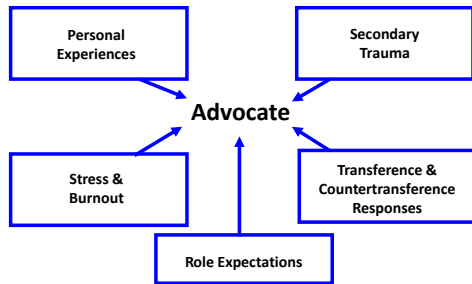 Personal
Experiences
Secondary
Trauma
Advocate
Stress &
Burnout
Transference &
Countertransference
Responses
Role Expectations